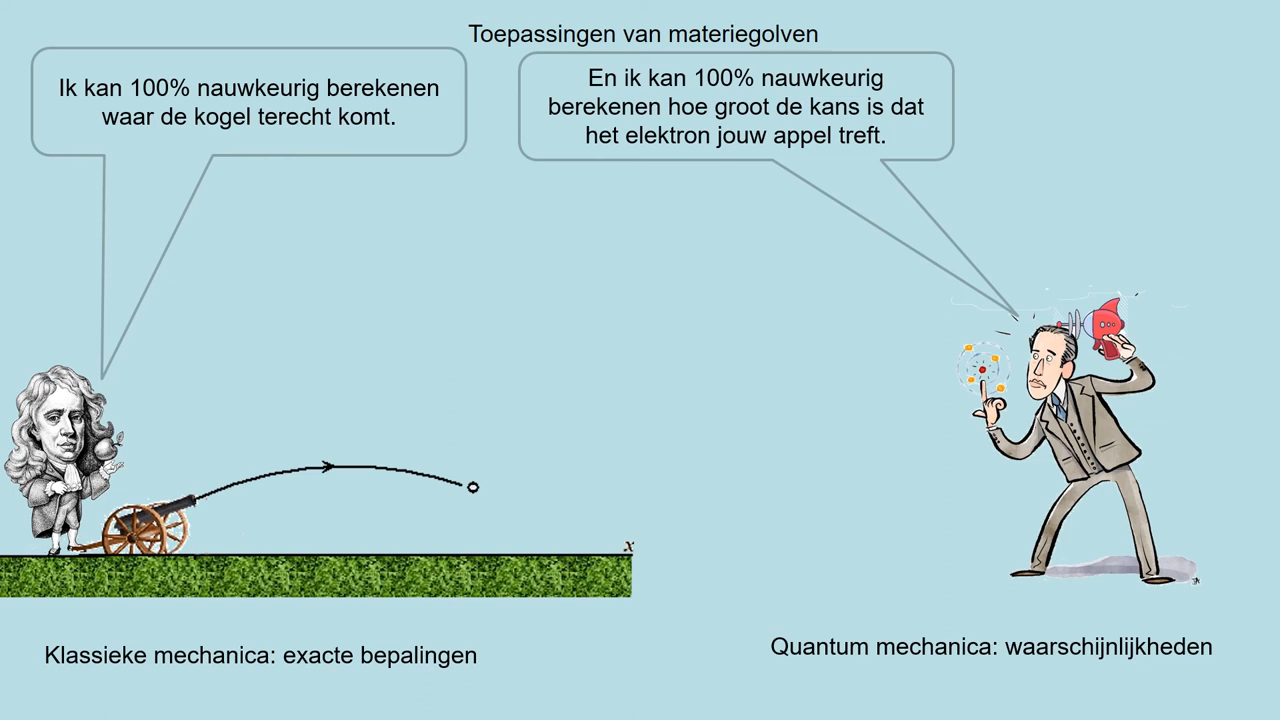 Toepassingen van materiegolven
Ik kan 100% nauwkeurig berekenen
waar de kogel terecht komt.
En ik kan 100% nauwkeurig
berekenen hoe groot de kans is dat
het elektron jouw appel treft.
x
Klassieke mechanica: exacte bepalingen
Quantum mechanica: waarschijnlijkheden